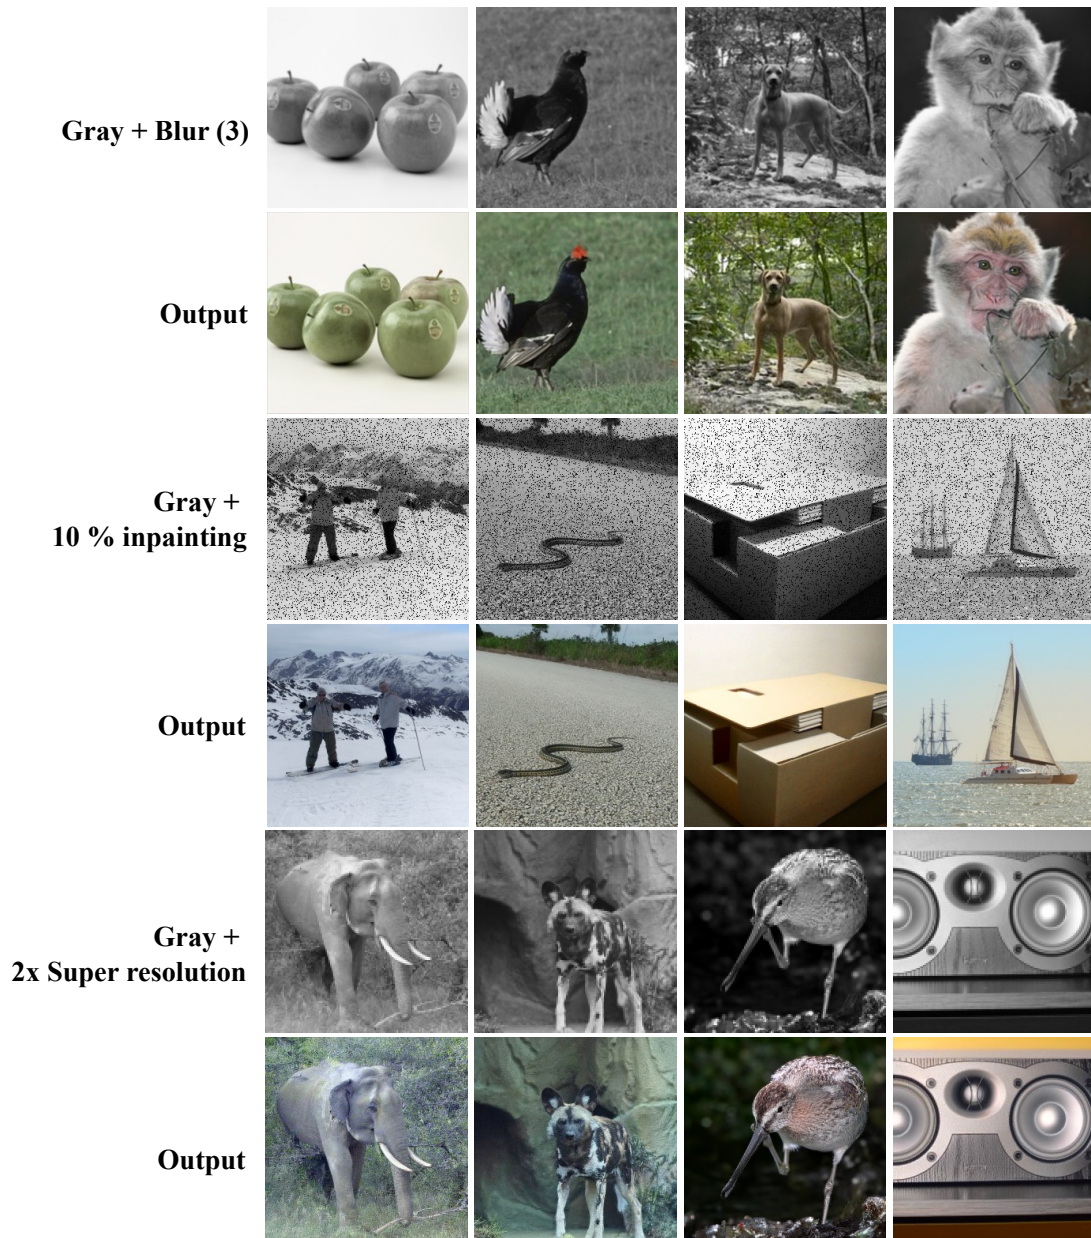 Gray + Blur (3)
Output
Gray +
10 % inpainting
Output
Gray +
2x Super resolution
Output